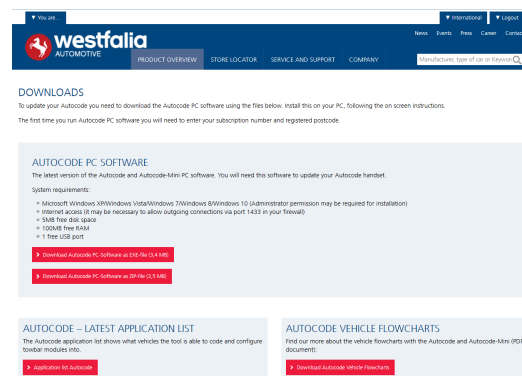 ▼ You are...
▼ International
▼ Logout
News Events Press Career Contac
westfalia
AUTOMOTIVE
PRODUCT OVERVIEW STORE LOCATOR SERVICE AND SUPPORT COMPANY
Manufacturer, type of car or Keywor
DOWNLOADS
To update your Autocode you need to download the Autocode PC software using the files below. Install this on your PC, following the on screen instructions.
The first time you run Autocode PC software you will need to enter your subscription number and registered postcode.
AUTOCODE PC SOFTWARE
The latest version of the Autocode and Autocode-Mini PC software. You will need this software to update your Autocode handset.
System requirements:
Microsoft Windows XP/Windows Vista/Windows 7/Windows 8/Windows 10 (Administrator permission may be required for installation)
Internet access (it may be necessary to allow outgoing connections via port 1433 in your firewall)
5MB free disk space
100MB free RAM
1 free USB port
Download Autocode PC-Software as EXE-file (3,4 MB)
Download Autocode PC-Software as ZIP-file (3,5 MB)
AUTOCODE – LATEST APPLICATION LIST
The Autocode application list shows what vehicles the tool is able to code and configure
towbar modules into.
Application list Autocode
AUTOCODE VEHICLE FLOWCHARTS
Find our more about the vehicle flowcharts with the Autocode and Autocode-Mini (PDF
document):
Download Autocode Vehicle Flowcharts